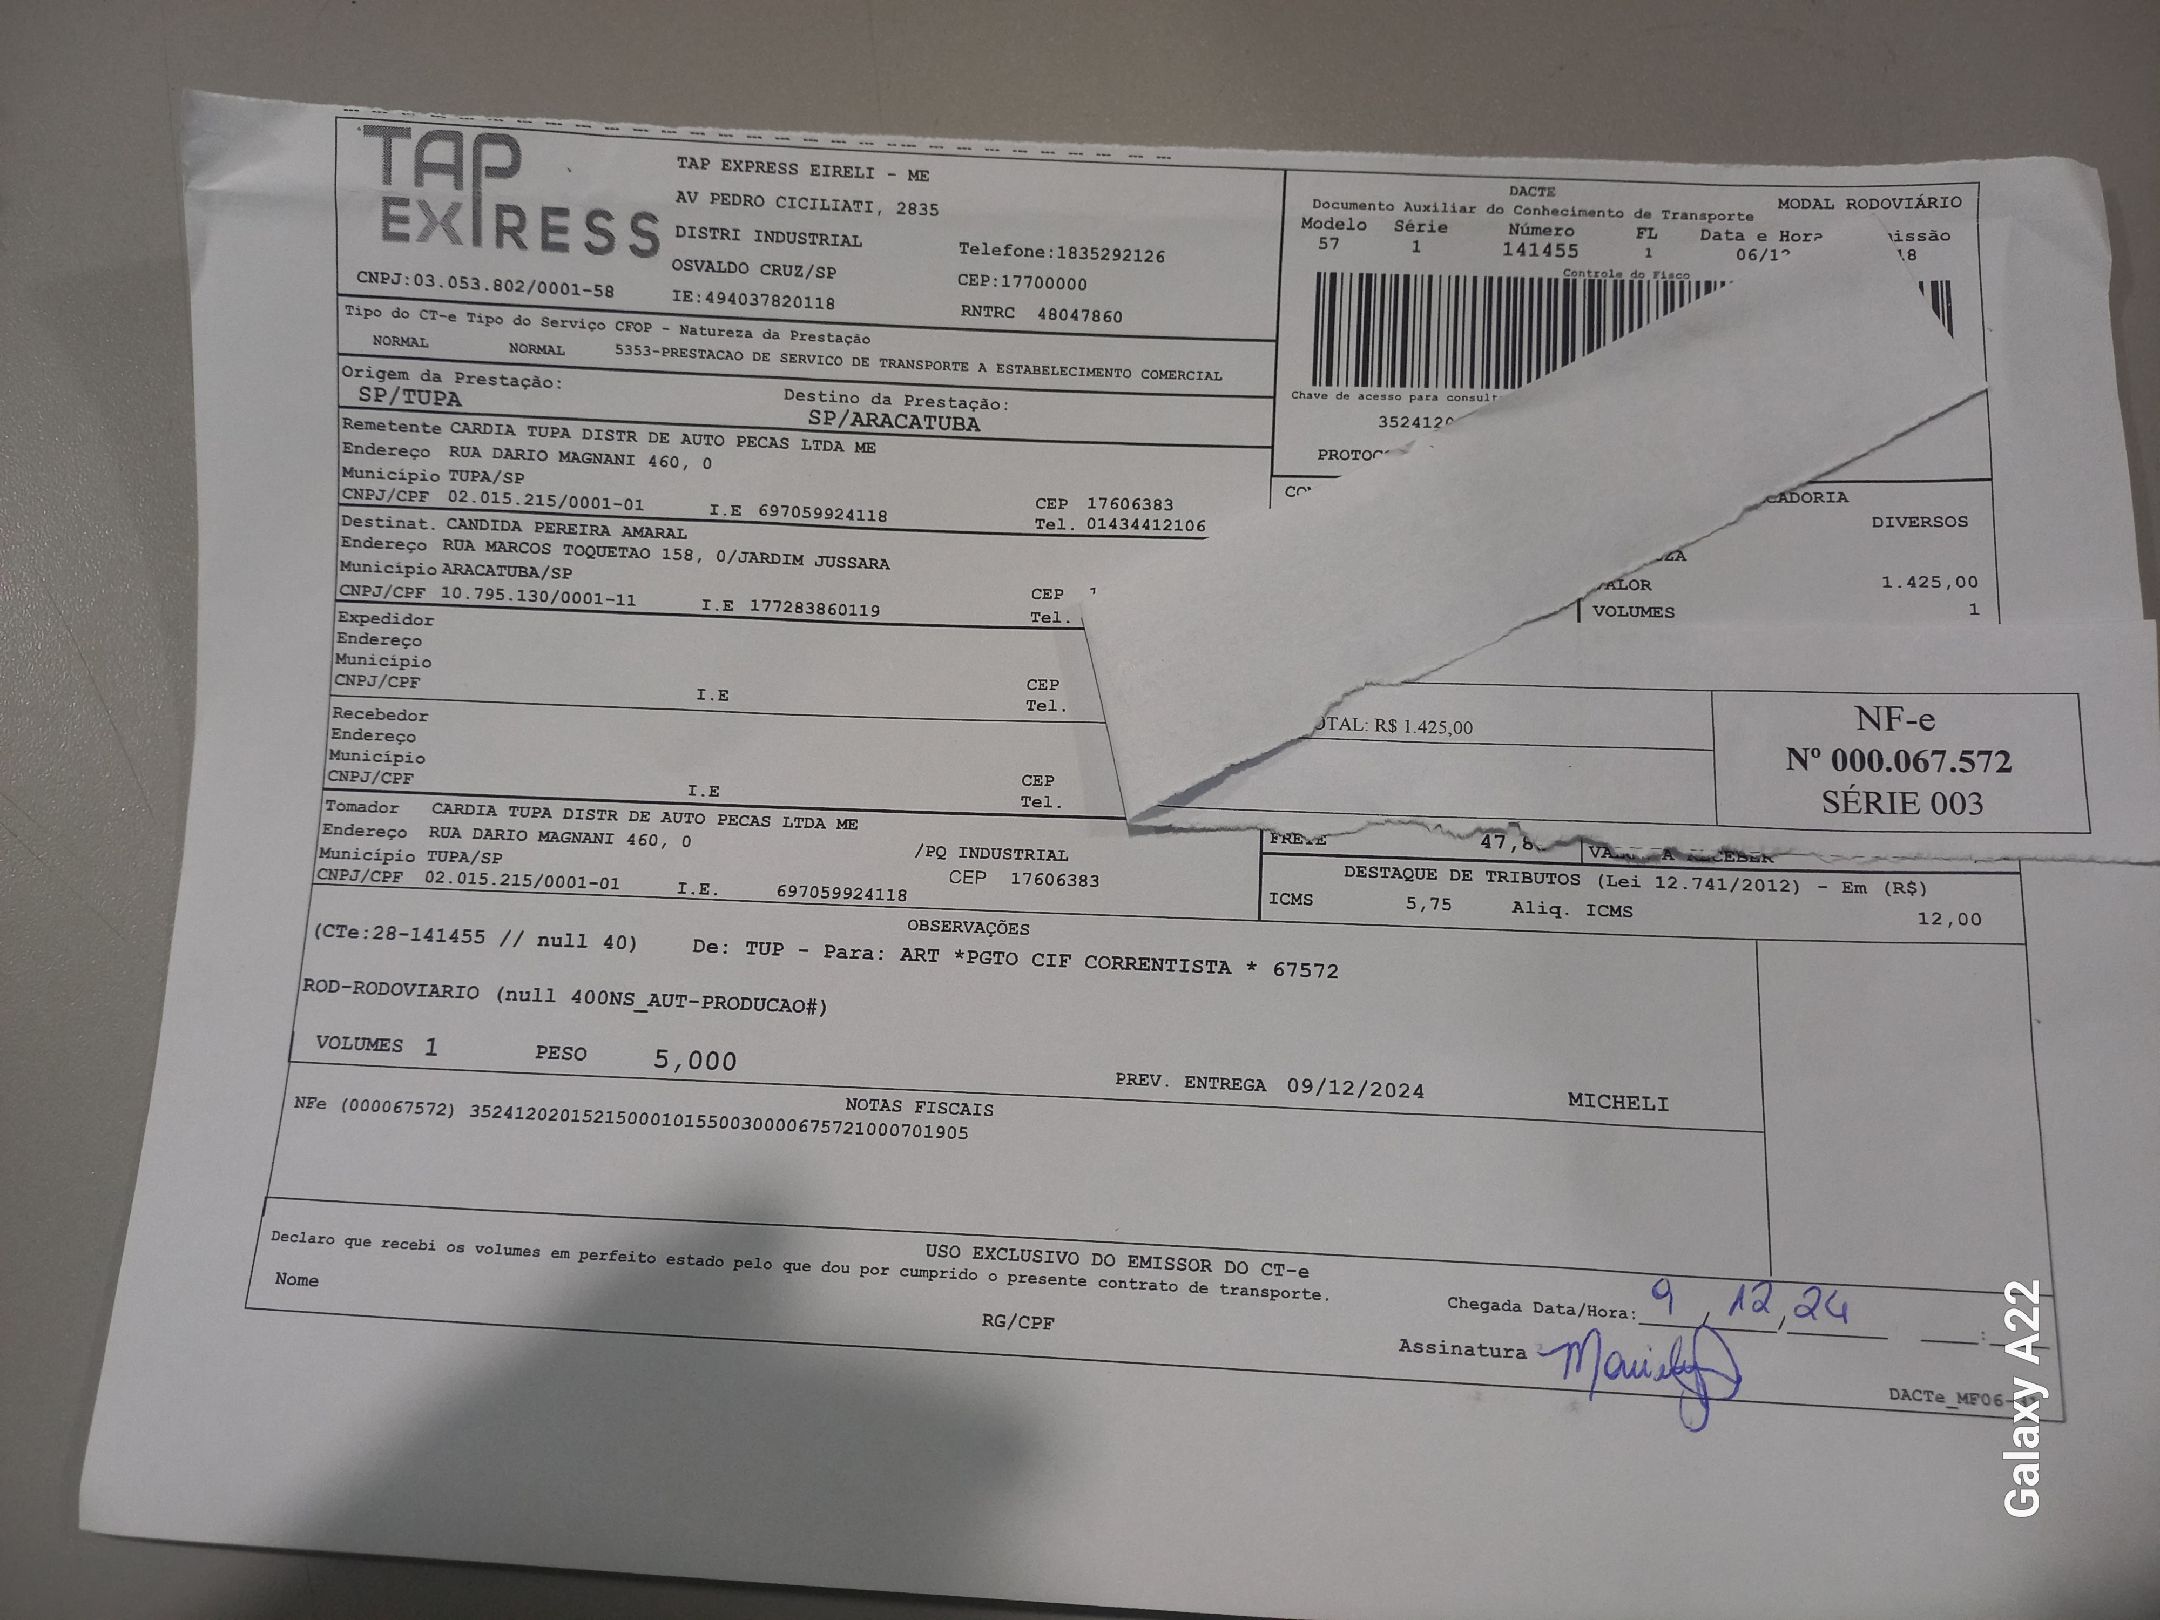 TAP
EXPRESS
TAP EXPRESS EIRELI - ME
AV PEDRO CICILIATI, 2835
DISTRI INDUSTRIAL
Telefone:1835292126
OSVALDO CRUZ/SP
CEP:17700000
CNPJ:03.053.802/0001-58
IE:494037820118
RNTRC 48047860
DACTE
Documento Auxiliar do Conhecimento de Transporte
MODAL RODOVIÁRIO
Modelo Série Número FL Data e Hora
57 1 141455 1 06/12
Controle do Fisco
Chave de acesso para
Tipo do CT-e Tipo do Serviço CFOP - Natureza da Prestação
NORMAL NORMAL 5353-PRESTACAO DE SERVICO DE TRANSPORTE A ESTABELECIMENTO COMERCIAL
Origem da Prestação: Destino da Prestação:
SP/TUPA SP/ARACATUBA
Remetente CARDIA TUPA DISTR DE AUTO PECAS LTDA ME
Endereço RUA DARIO MAGNANI 460, 0
Município TUPA/SP CEP 17606383
CNPJ/CPF 02.015.215/0001-01 I.E 697059924118 Tel. 01434412106
Destinat. CANDIDA PEREIRA AMARAL
Endereço RUA MARCOS TOQUETAO 158, 0/JARDIM JUSSARA
Município ARACATUBA/SP CEP
CNPJ/CPF 10.795.130/0001-11 I.E 177283860119 Tel.
DIVERSOS
1.425,00
VOLUMES 1
Expedidor
Endereço
Município CEP
CNPJ/CPF I.E Tel.
Recebedor
Endereço
Município CEP
CNPJ/CPF I.E Tel.
R$ 1.425,00
NF-e
Nº 000.067.572
SÉRIE 003
Tomador CARDIA TUPA DISTR DE AUTO PECAS LTDA ME
Endereço RUA DARIO MAGNANI 460, 0 /PQ INDUSTRIAL
Município TUPA/SP CEP 17606383
CNPJ/CPF 02.015.215/0001-01 I.E. 697059924118
DESTAQUE DE TRIBUTOS (Lei 12.741/2012) - Em (R$)
ICMS 5,75 Aliq. ICMS 12,00
OBSERVAÇÕES
(CTe:28-141455 // null 40) De: TUP - Para: ART *PGTO CIF CORRENTISTA * 67572
ROD-RODOVIARIO (null 400NS_AUT-PRODUCAO#)
VOLUMES 1 PESO 5,000 PREV. ENTREGA 09/12/2024 MICHELI
NOTAS FISCAIS
NFe (000067572) 35241202015215000101550030000675721000701905
USO EXCLUSIVO DO EMISSOR DO CT-e
Declaro que recebi os volumes em perfeito estado pelo que dou por cumprido o presente contrato de transporte.
Nome RG/CPF
Chegada Data/Hora: 9 , 12 , 24 :
Assinatura
Galaxy A22